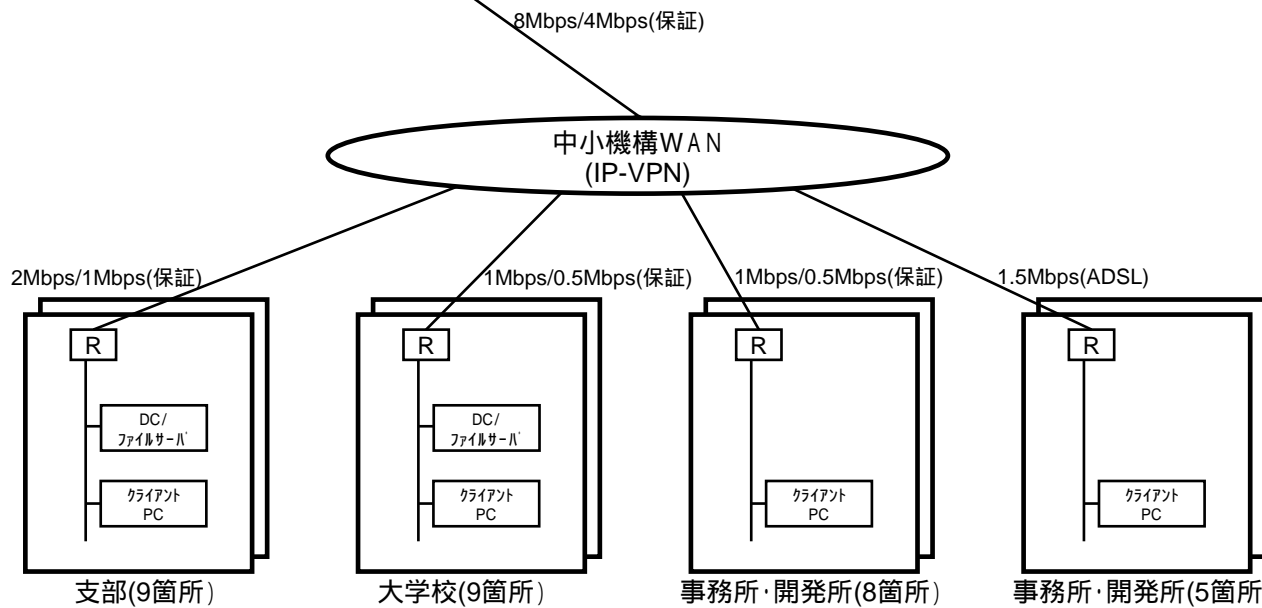 8Mbps/4Mbps(保証)
中小機構WAN
(IP-VPN)
2Mbps/1Mbps(保証)
1Mbps/0.5Mbps(保証)
1Mbps/0.5Mbps(保証)
1.5Mbps(ADSL)
R
R
R
R
DC/
ファイルサーバ
DC/
ファイルサーバ
クライアント
PC
クライアント
PC
クライアント
PC
クライアント
PC
支部(9箇所)
大学校(9箇所)
事務所・開発所(8箇所)
事務所・開発所(5箇所